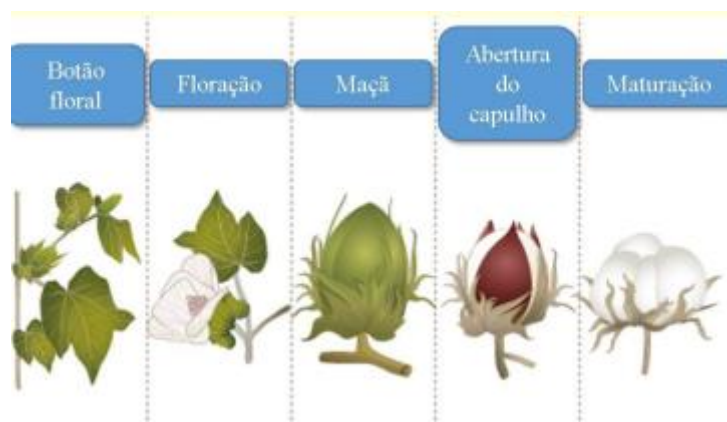 Botão
floral
Floração
Maçã
Abertura
do
capulho
Maturação